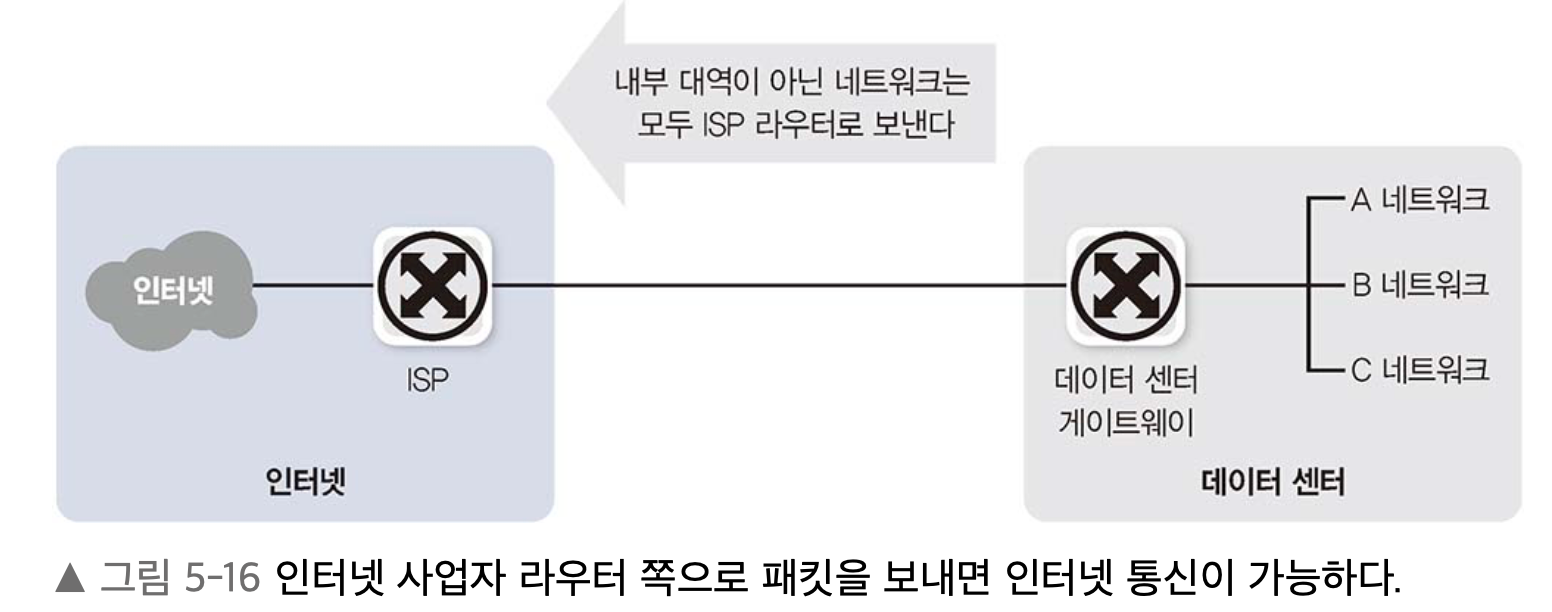 내부 대역이 아닌 네트워크는
모두 ISP 라우터로 보낸다
인터넷
ISP
인터넷
데이터 센터
게이트웨이
A 네트워크
B 네트워크
C 네트워크
데이터 센터
▲ 그림 5-16 인터넷 사업자 라우터 쪽으로 패킷을 보내면 인터넷 통신이 가능하다.